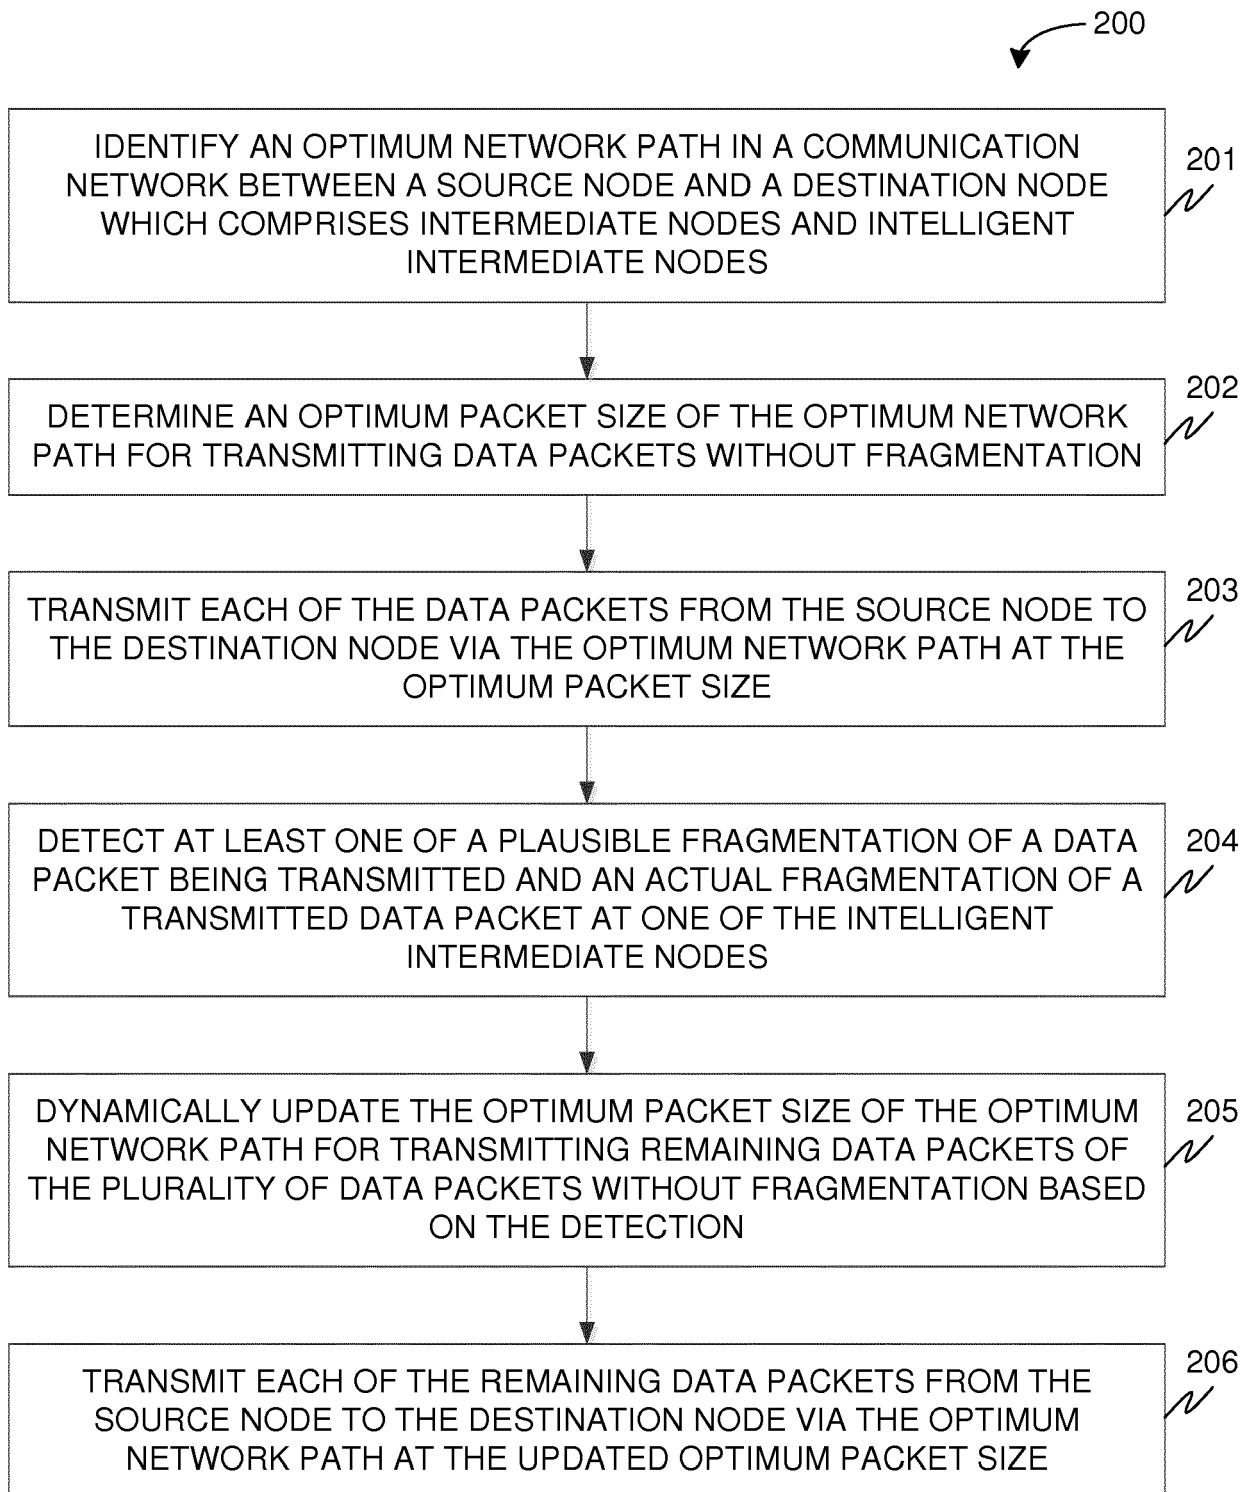 200
IDENTIFY AN OPTIMUM NETWORK PATH IN A COMMUNICATION
NETWORK BETWEEN A SOURCE NODE AND A DESTINATION NODE
WHICH COMPRISES INTERMEDIATE NODES AND INTELLIGENT
INTERMEDIATE NODES
201
DETERMINE AN OPTIMUM PACKET SIZE OF THE OPTIMUM NETWORK
PATH FOR TRANSMITTING DATA PACKETS WITHOUT FRAGMENTATION
202
TRANSMIT EACH OF THE DATA PACKETS FROM THE SOURCE NODE TO
THE DESTINATION NODE VIA THE OPTIMUM NETWORK PATH AT THE
OPTIMUM PACKET SIZE
203
DETECT AT LEAST ONE OF A PLAUSIBLE FRAGMENTATION OF A DATA
PACKET BEING TRANSMITTED AND AN ACTUAL FRAGMENTATION OF A
TRANSMITTED DATA PACKET AT ONE OF THE INTELLIGENT
INTERMEDIATE NODES
204
DYNAMICALLY UPDATE THE OPTIMUM PACKET SIZE OF THE OPTIMUM
NETWORK PATH FOR TRANSMITTING REMAINING DATA PACKETS OF
THE PLURALITY OF DATA PACKETS WITHOUT FRAGMENTATION BASED
ON THE DETECTION
205
TRANSMIT EACH OF THE REMAINING DATA PACKETS FROM THE
SOURCE NODE TO THE DESTINATION NODE VIA THE OPTIMUM
NETWORK PATH AT THE UPDATED OPTIMUM PACKET SIZE
206